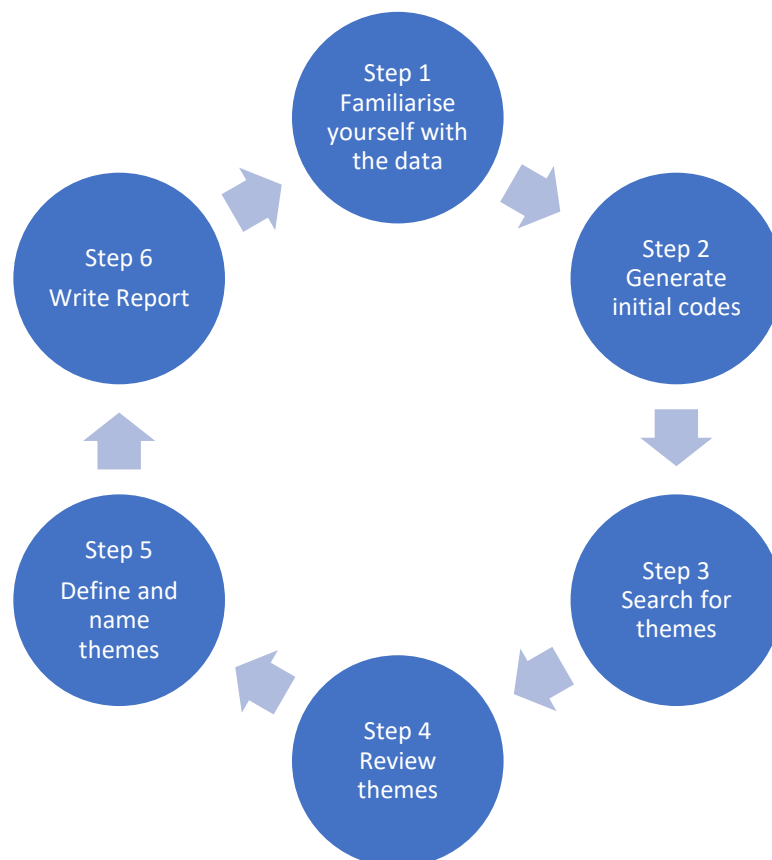 Step 1
Familiarise
yourself with
the data
Step 2
Generate
initial codes
Step 3
Search for
themes
Step 4
Review
themes
Step 5
Define and
name
themes
Step 6
Write Report